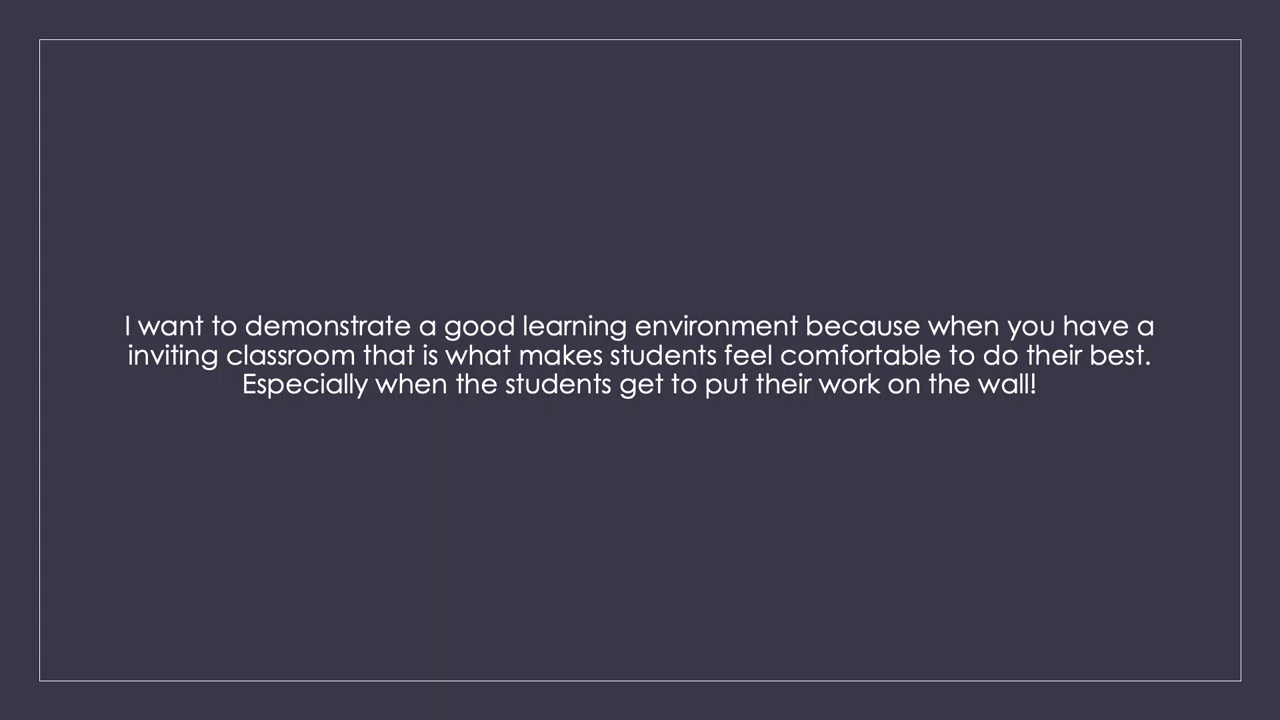 I want to demonstrate a good learning environment because when you have a
inviting classroom that is what makes students feel comfortable to do their best.
Especially when the students get to put their work on the wall!